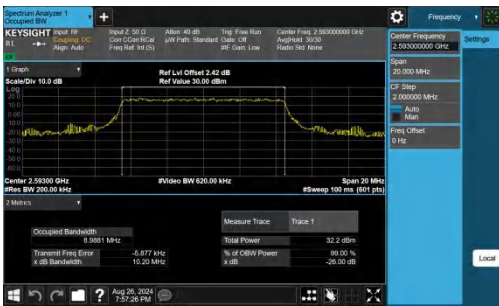 Spectrum Analyzer 1
Occupied BW
Frequency
KEYSIGHT
Input: RF
Coupling: DC
Align: Auto
Input Z: 50 Ω
Corr CCorr RCal
Freq Ref: Int (S)
Atten: 40 dB
µW Path: Standard
Trig: Free Run
Gate: Off
#IF Gain: Low
Center Freq: 2.593000000 GHz
Avg|Hold: 30/30
Radio Std: None
RL
Center Frequency
2.593000000 GHz
Settings
Span
20.000 MHz
CF Step
2.000000 MHz
Auto
Man
Freq Offset
0 Hz
1 Graph
Scale/Div 10.0 dB
Ref Lvl Offset 2.42 dB
Ref Value 30.00 dBm
Log
Center 2.59300 GHz
#Res BW 200.00 kHz
#Video BW 620.00 kHz
Span 20 MHz
#Sweep 100 ms (601 pts)
2 Metrics
Measure Trace
Trace 1
Occupied Bandwidth
8.9881 MHz
Total Power
32.2 dBm
Transmit Freq Error
-5.877 kHz
% of OBW Power
99.00 %
x dB Bandwidth
10.20 MHz
x dB
-26.00 dB
Local
?
Aug 26, 2024
7:57:26 PM